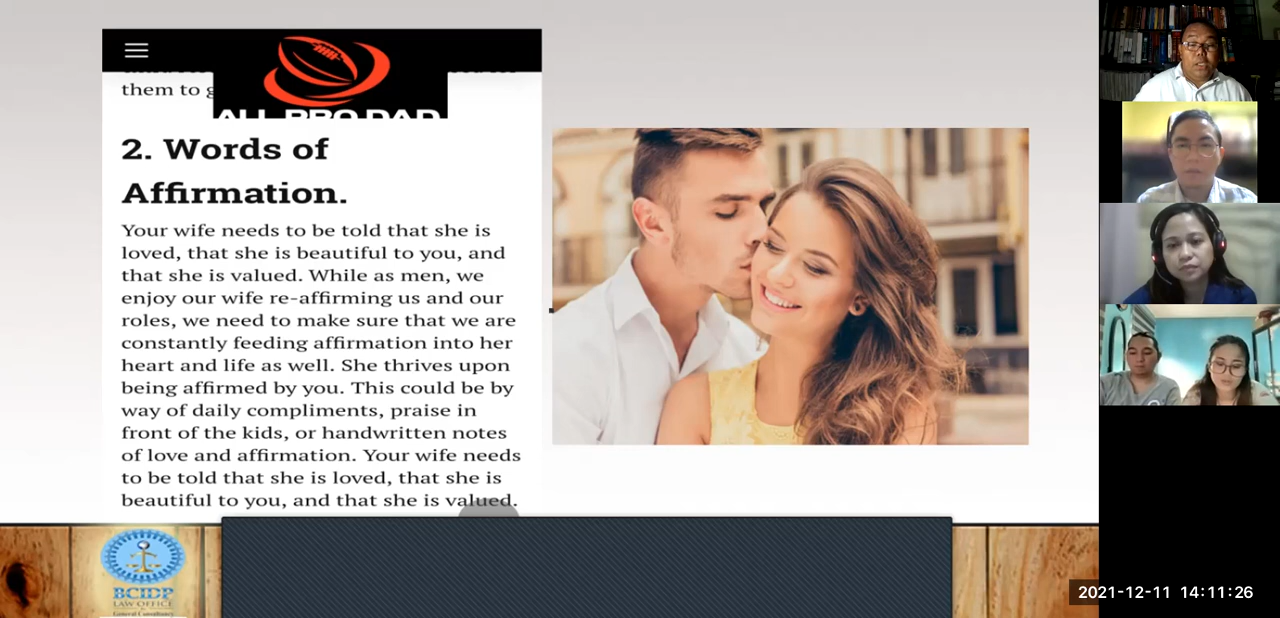 them to g
ALL PRO DAD
2. Words of
Affirmation.
Your wife needs to be told that she is
loved, that she is beautiful to you, and
that she is valued. While as men, we
enjoy our wife re-affirming us and our
roles, we need to make sure that we are
constantly feeding affirmation into her
heart and life as well. She thrives upon
being affirmed by you. This could be by
way of daily compliments, praise in
front of the kids, or handwritten notes
of love and affirmation. Your wife needs
to be told that she is loved, that she is
beautiful to you, and that she is valued.
BCIDP
LAW OFFICE
General Consultancy
2021-12-11 14:11:26